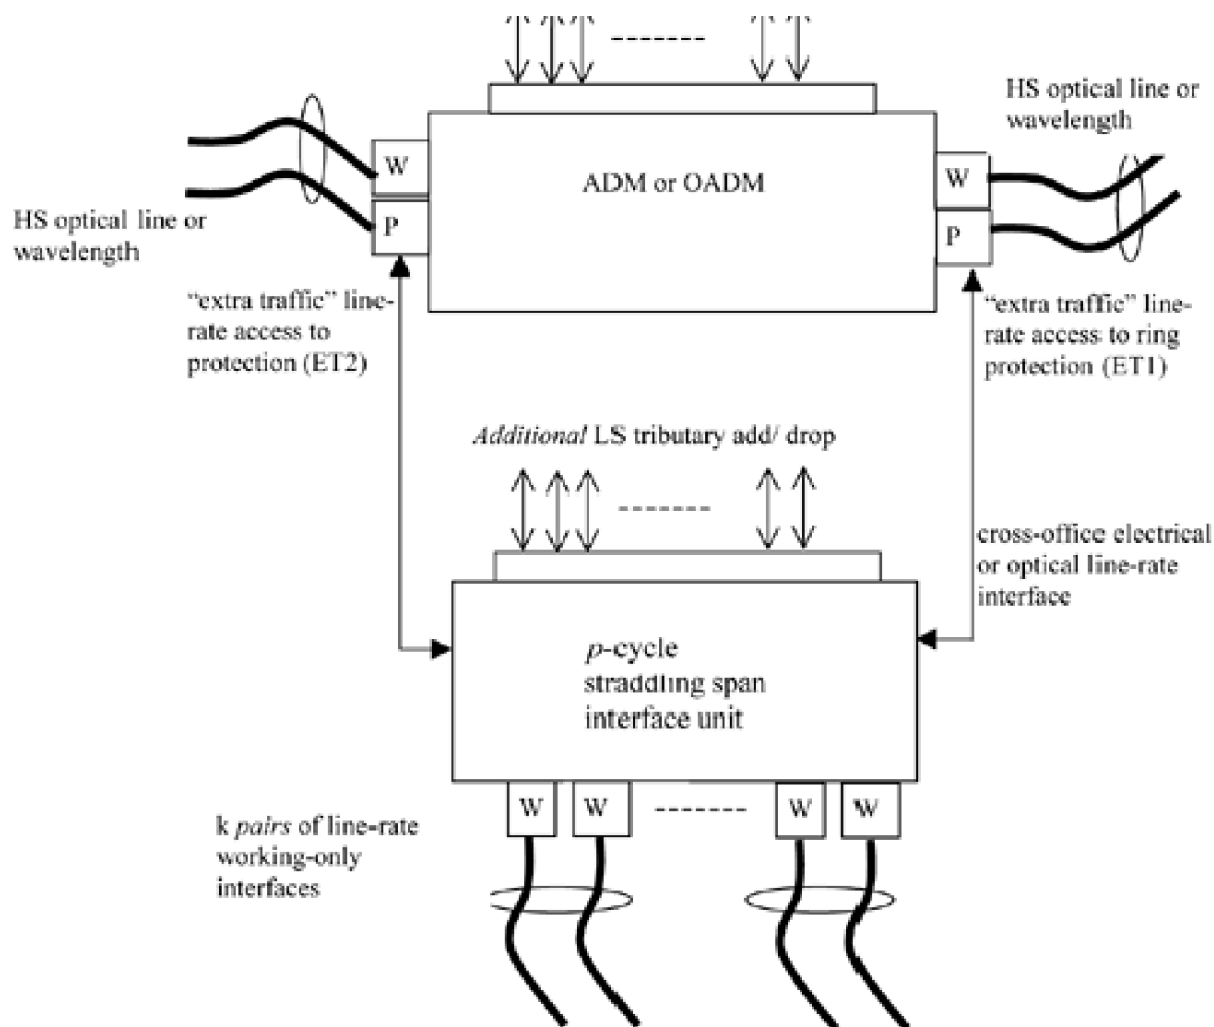 HS optical line or
wavelength
W
P
ADM or OADM
W
P
HS optical line or
wavelength
"extra traffic" line-
rate access to
protection (ET2)
"extra traffic" line-
rate access to ring
protection (ET1)
Additional LS tributary add/ drop
cross-office electrical
or optical line-rate
interface
p-cycle
straddling span
interface unit
W W W W
k pairs of line-rate
working-only
interfaces